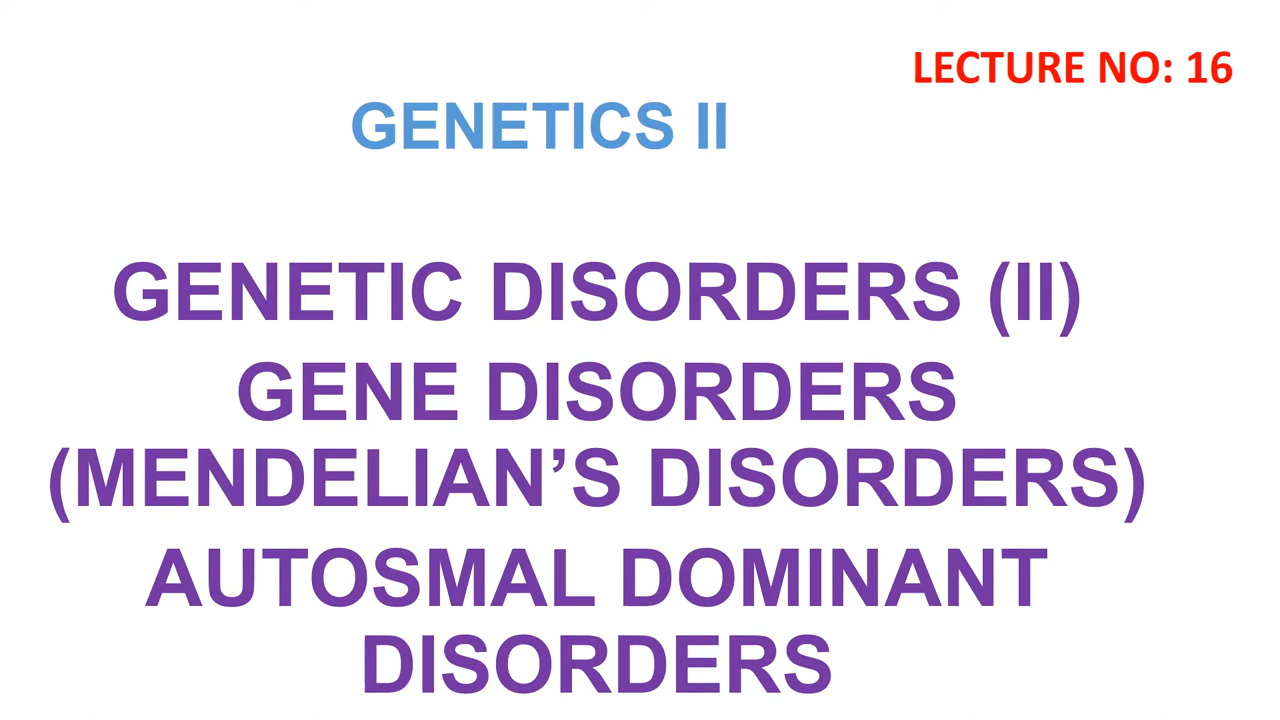 LECTURE NO: 16
GENETICS II
GENETIC DISORDERS (II)
GENE DISORDERS
(MENDELIAN’S DISORDERS)
AUTOSMAL DOMINANT
DISORDERS